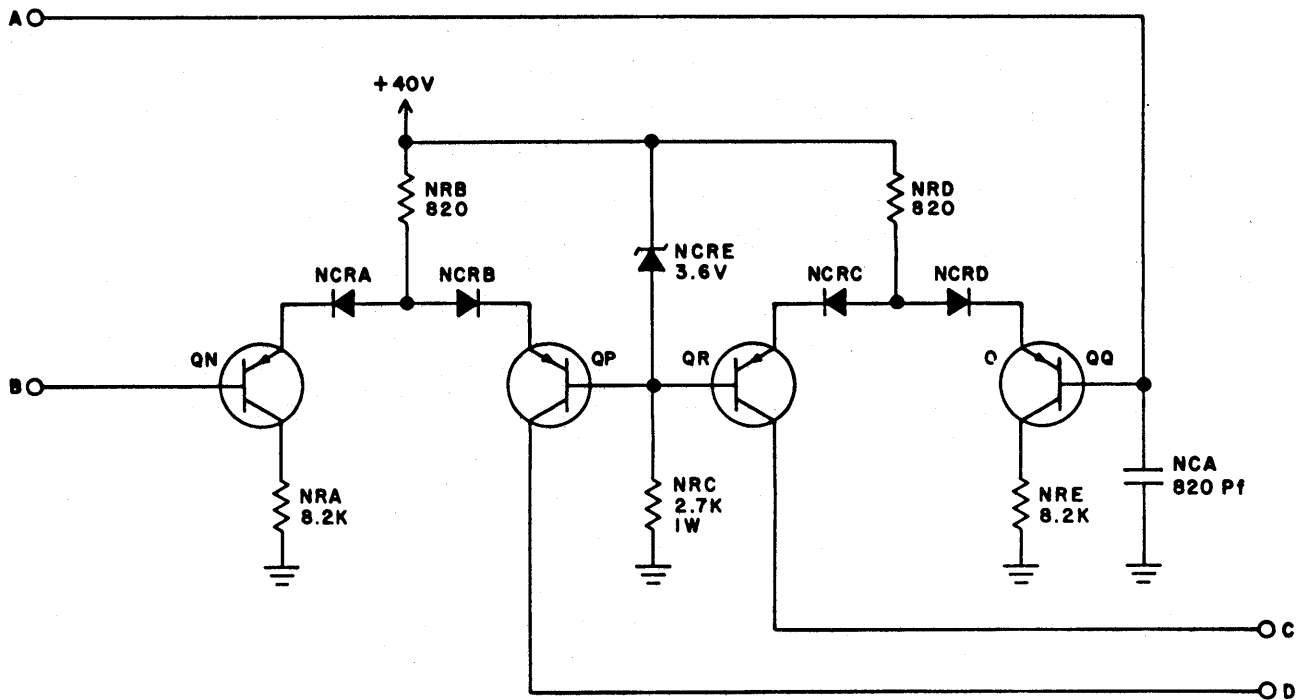 A
+40V
NRB
820
NRD
820
NCRE
3.6V
NCRA
NCRB
NCRC
NCRD
QN
QP
QR
O
QQ
B
NRA
8.2K
NRC
2.7K
1W
NRE
8.2K
NCA
820 Pf
C
D